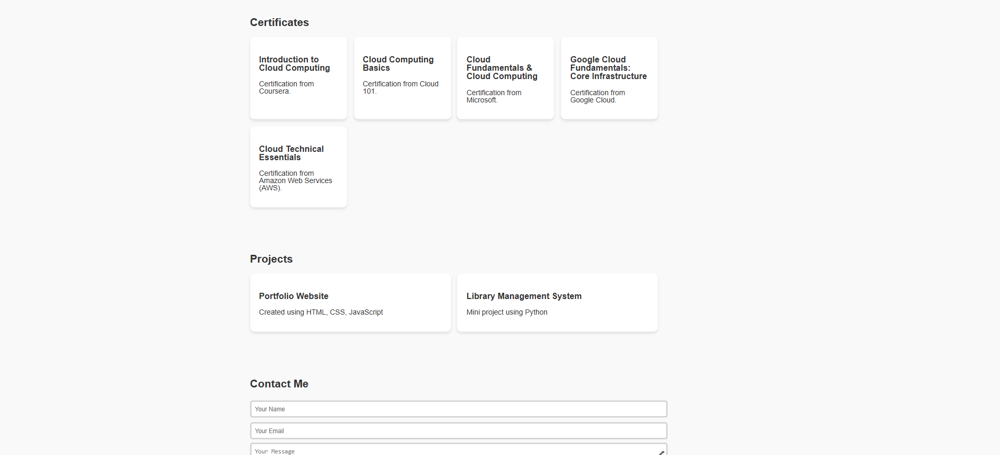 Certificates
Introduction to
Cloud Computing
Certification from
Coursera.
Cloud Computing
Basics
Certification from Cloud
101.
Cloud
Fundamentals &
Cloud Computing
Certification from
Microsoft.
Google Cloud
Fundamentals:
Core Infrastructure
Certification from
Google Cloud.
Cloud Technical
Essentials
Certification from
Amazon Web Services
(AWS).
Projects
Portfolio Website
Created using HTML, CSS, JavaScript
Library Management System
Mini project using Python
Contact Me
Your Name
Your Email
Your Message